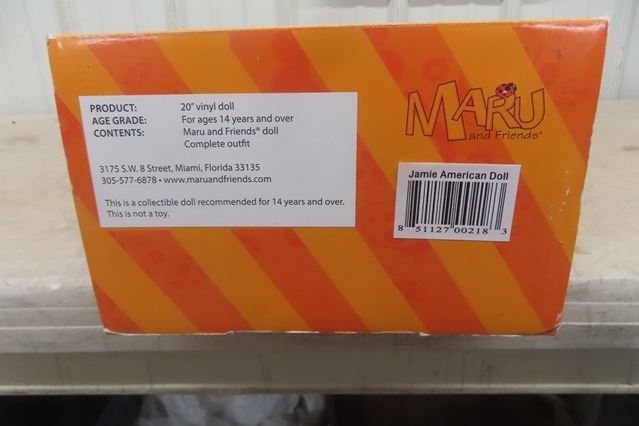 PRODUCT: 20" vinyl doll
AGE GRADE: For ages 14 years and over
CONTENTS: Maru and Friends® doll
Complete outfit
3175 S.W. 8 Street, Miami, Florida 33135
305-577-6878 • www.maruandfriends.com
This is a collectible doll recommended for 14 years and over.
This is not a toy.
MARU
and Friends®
Jamie American Doll
8 51127 00218 3